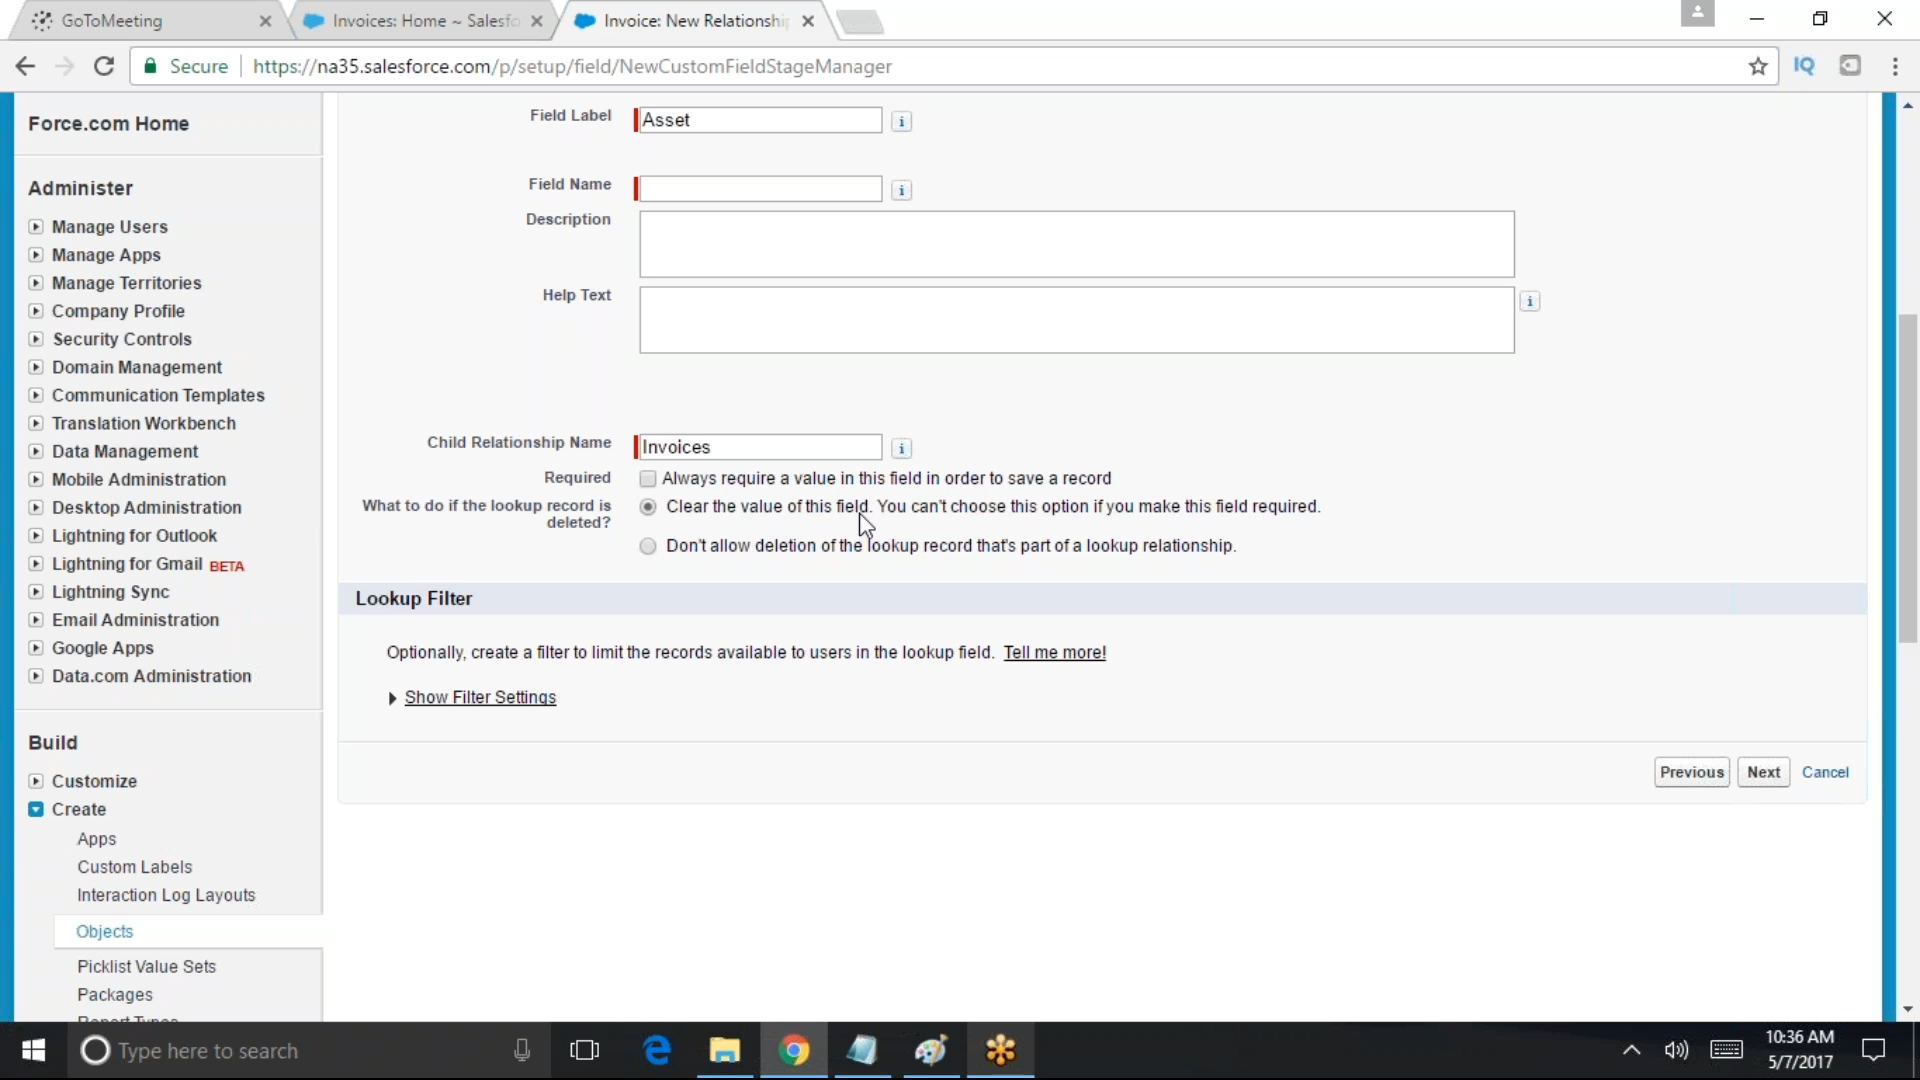 GoToMeeting
Invoices: Home ~ Salesfo
Invoice: New Relationship
Secure
https://na35.salesforce.com/p/setup/field/NewCustomFieldStageManager
IQ
Force.com Home
Administer
Manage Users
Manage Apps
Manage Territories
Company Profile
Security Controls
Domain Management
Communication Templates
Translation Workbench
Data Management
Mobile Administration
Desktop Administration
Lightning for Outlook
Lightning for Gmail BETA
Lightning Sync
Email Administration
Google Apps
Data.com Administration
Build
Customize
Create
Apps
Custom Labels
Interaction Log Layouts
Objects
Picklist Value Sets
Packages
Report Types
Field Label
Asset
i
Field Name
i
Description
Help Text
i
Child Relationship Name
Invoices
i
Required
Always require a value in this field in order to save a record
What to do if the lookup record is
deleted?
Clear the value of this field. You can't choose this option if you make this field required.
Don't allow deletion of the lookup record that's part of a lookup relationship.
Lookup Filter
Optionally, create a filter to limit the records available to users in the lookup field. Tell me more!
Show Filter Settings
Previous
Next
Cancel
Type here to search
10:36 AM
5/7/2017